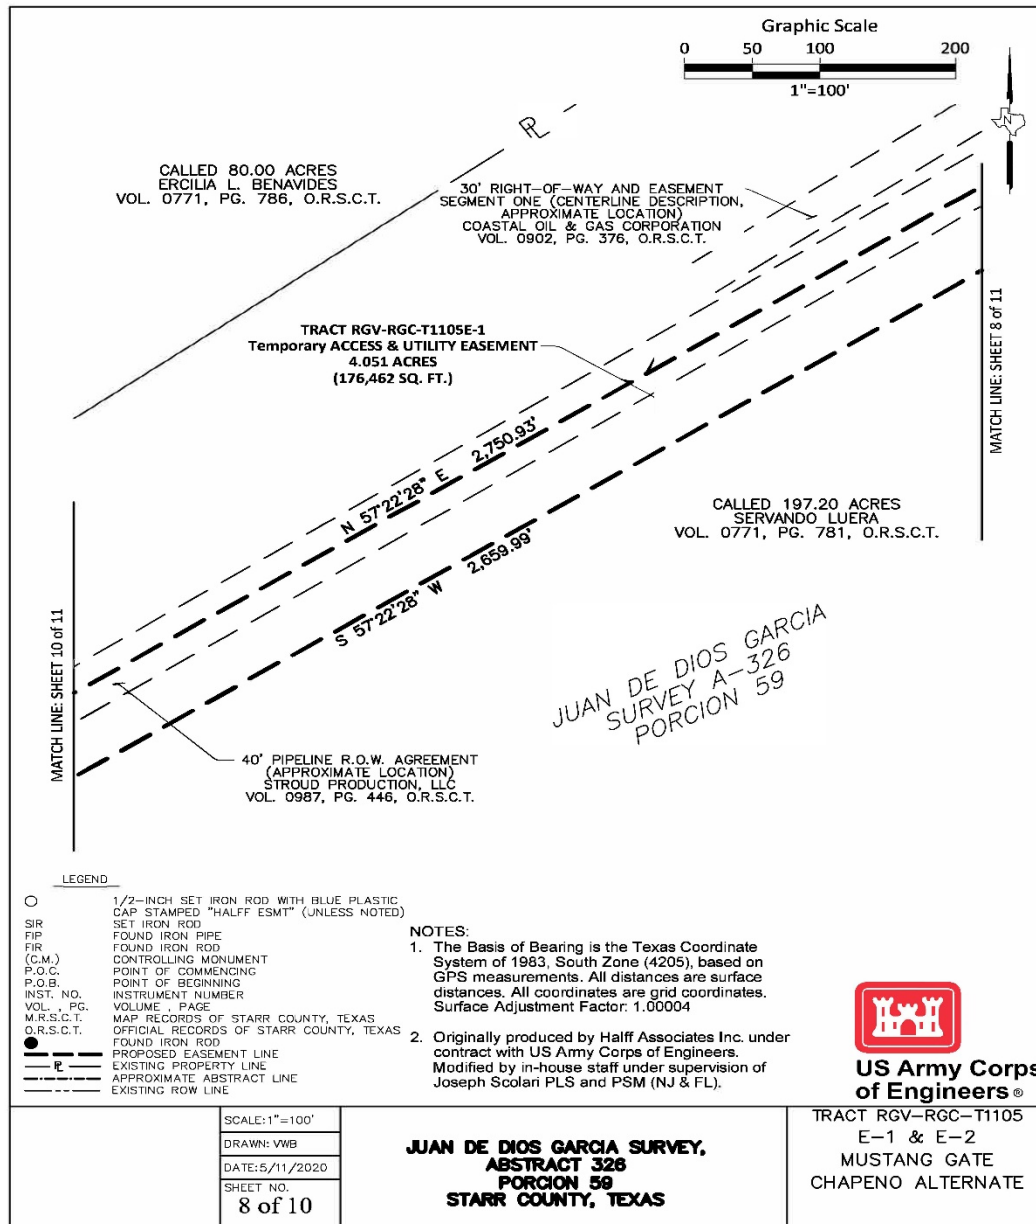 Graphic Scale
0 50 100 200
1"=100'
N
PL
CALLED 80.00 ACRES
ERCILIA L. BENAVIDES
VOL. 0771, PG. 786, O.R.S.C.T.
30' RIGHT-OF-WAY AND EASEMENT
SEGMENT ONE (CENTERLINE DESCRIPTION,
APPROXIMATE LOCATION)
COASTAL OIL & GAS CORPORATION
VOL. 0902, PG. 376, O.R.S.C.T.
TRACT RGV-RGC-T1105E-1
Temporary ACCESS & UTILITY EASEMENT
4.051 ACRES
(176,462 SQ. FT.)
MATCH LINE: SHEET 8 of 11
N 57°22'28" E 2,750.93'
CALLED 197.20 ACRES
SERVANDO LUERA
VOL. 0771, PG. 781, O.R.S.C.T.
S 57°22'28" W 2,659.99'
MATCH LINE: SHEET 10 of 11
JUAN DE DIOS GARCIA
SURVEY A-326
PORCION 59
40' PIPELINE R.O.W. AGREEMENT
(APPROXIMATE LOCATION)
STROUD PRODUCTION, LLC
VOL. 0987, PG. 446, O.R.S.C.T.
LEGEND
1/2-INCH SET IRON ROD WITH BLUE PLASTIC
CAP STAMPED "HALFF ESMT" (UNLESS NOTED)
SIR SET IRON ROD
FIP FOUND IRON PIPE
FIR FOUND IRON ROD
(C.M.) CONTROLLING MONUMENT
P.O.C. POINT OF COMMENCING
P.O.B. POINT OF BEGINNING
INST. NO. INSTRUMENT NUMBER
VOL. , PG. VOLUME , PAGE
M.R.S.C.T. MAP RECORDS OF STARR COUNTY, TEXAS
O.R.S.C.T. OFFICIAL RECORDS OF STARR COUNTY, TEXAS
FOUND IRON ROD
PROPOSED EASEMENT LINE
PL EXISTING PROPERTY LINE
APPROXIMATE ABSTRACT LINE
EXISTING ROW LINE
NOTES:
1. The Basis of Bearing is the Texas Coordinate
System of 1983, South Zone (4205), based on
GPS measurements. All distances are surface
distances. All coordinates are grid coordinates.
Surface Adjustment Factor: 1.00004
2. Originally produced by Halff Associates Inc. under
contract with US Army Corps of Engineers.
Modified by in-house staff under supervision of
Joseph Scolari PLS and PSM (NJ & FL).
US Army Corps
of Engineers ®
SCALE: 1"=100'
DRAWN: VWB
DATE: 5/11/2020
SHEET NO.
8 of 10
JUAN DE DIOS GARCIA SURVEY,
ABSTRACT 326
PORCION 59
STARR COUNTY, TEXAS
TRACT RGV-RGC-T1105
E-1 & E-2
MUSTANG GATE
CHAPENO ALTERNATE